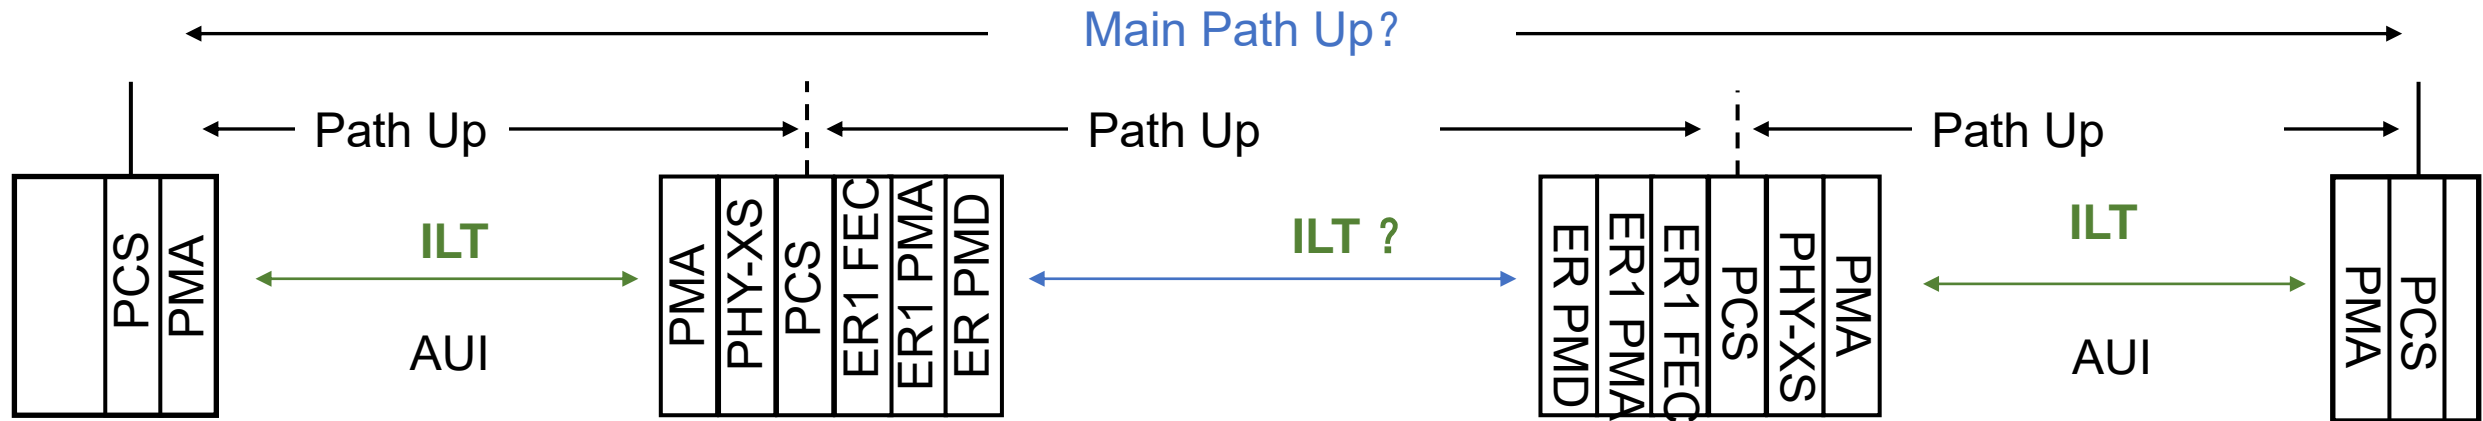 Main Path Up?
Path Up
Path Up
Path Up
PCS
PMA
ILT
AUI
PMA
PHY-XS
PCS
ER1 FEC
ER1 PMA
ER PMD
ILT ?
ER PMD
ER1 PMA
ER1 FEC
PCS
PHY-XS
PMA
ILT
AUI
PMA
PCS